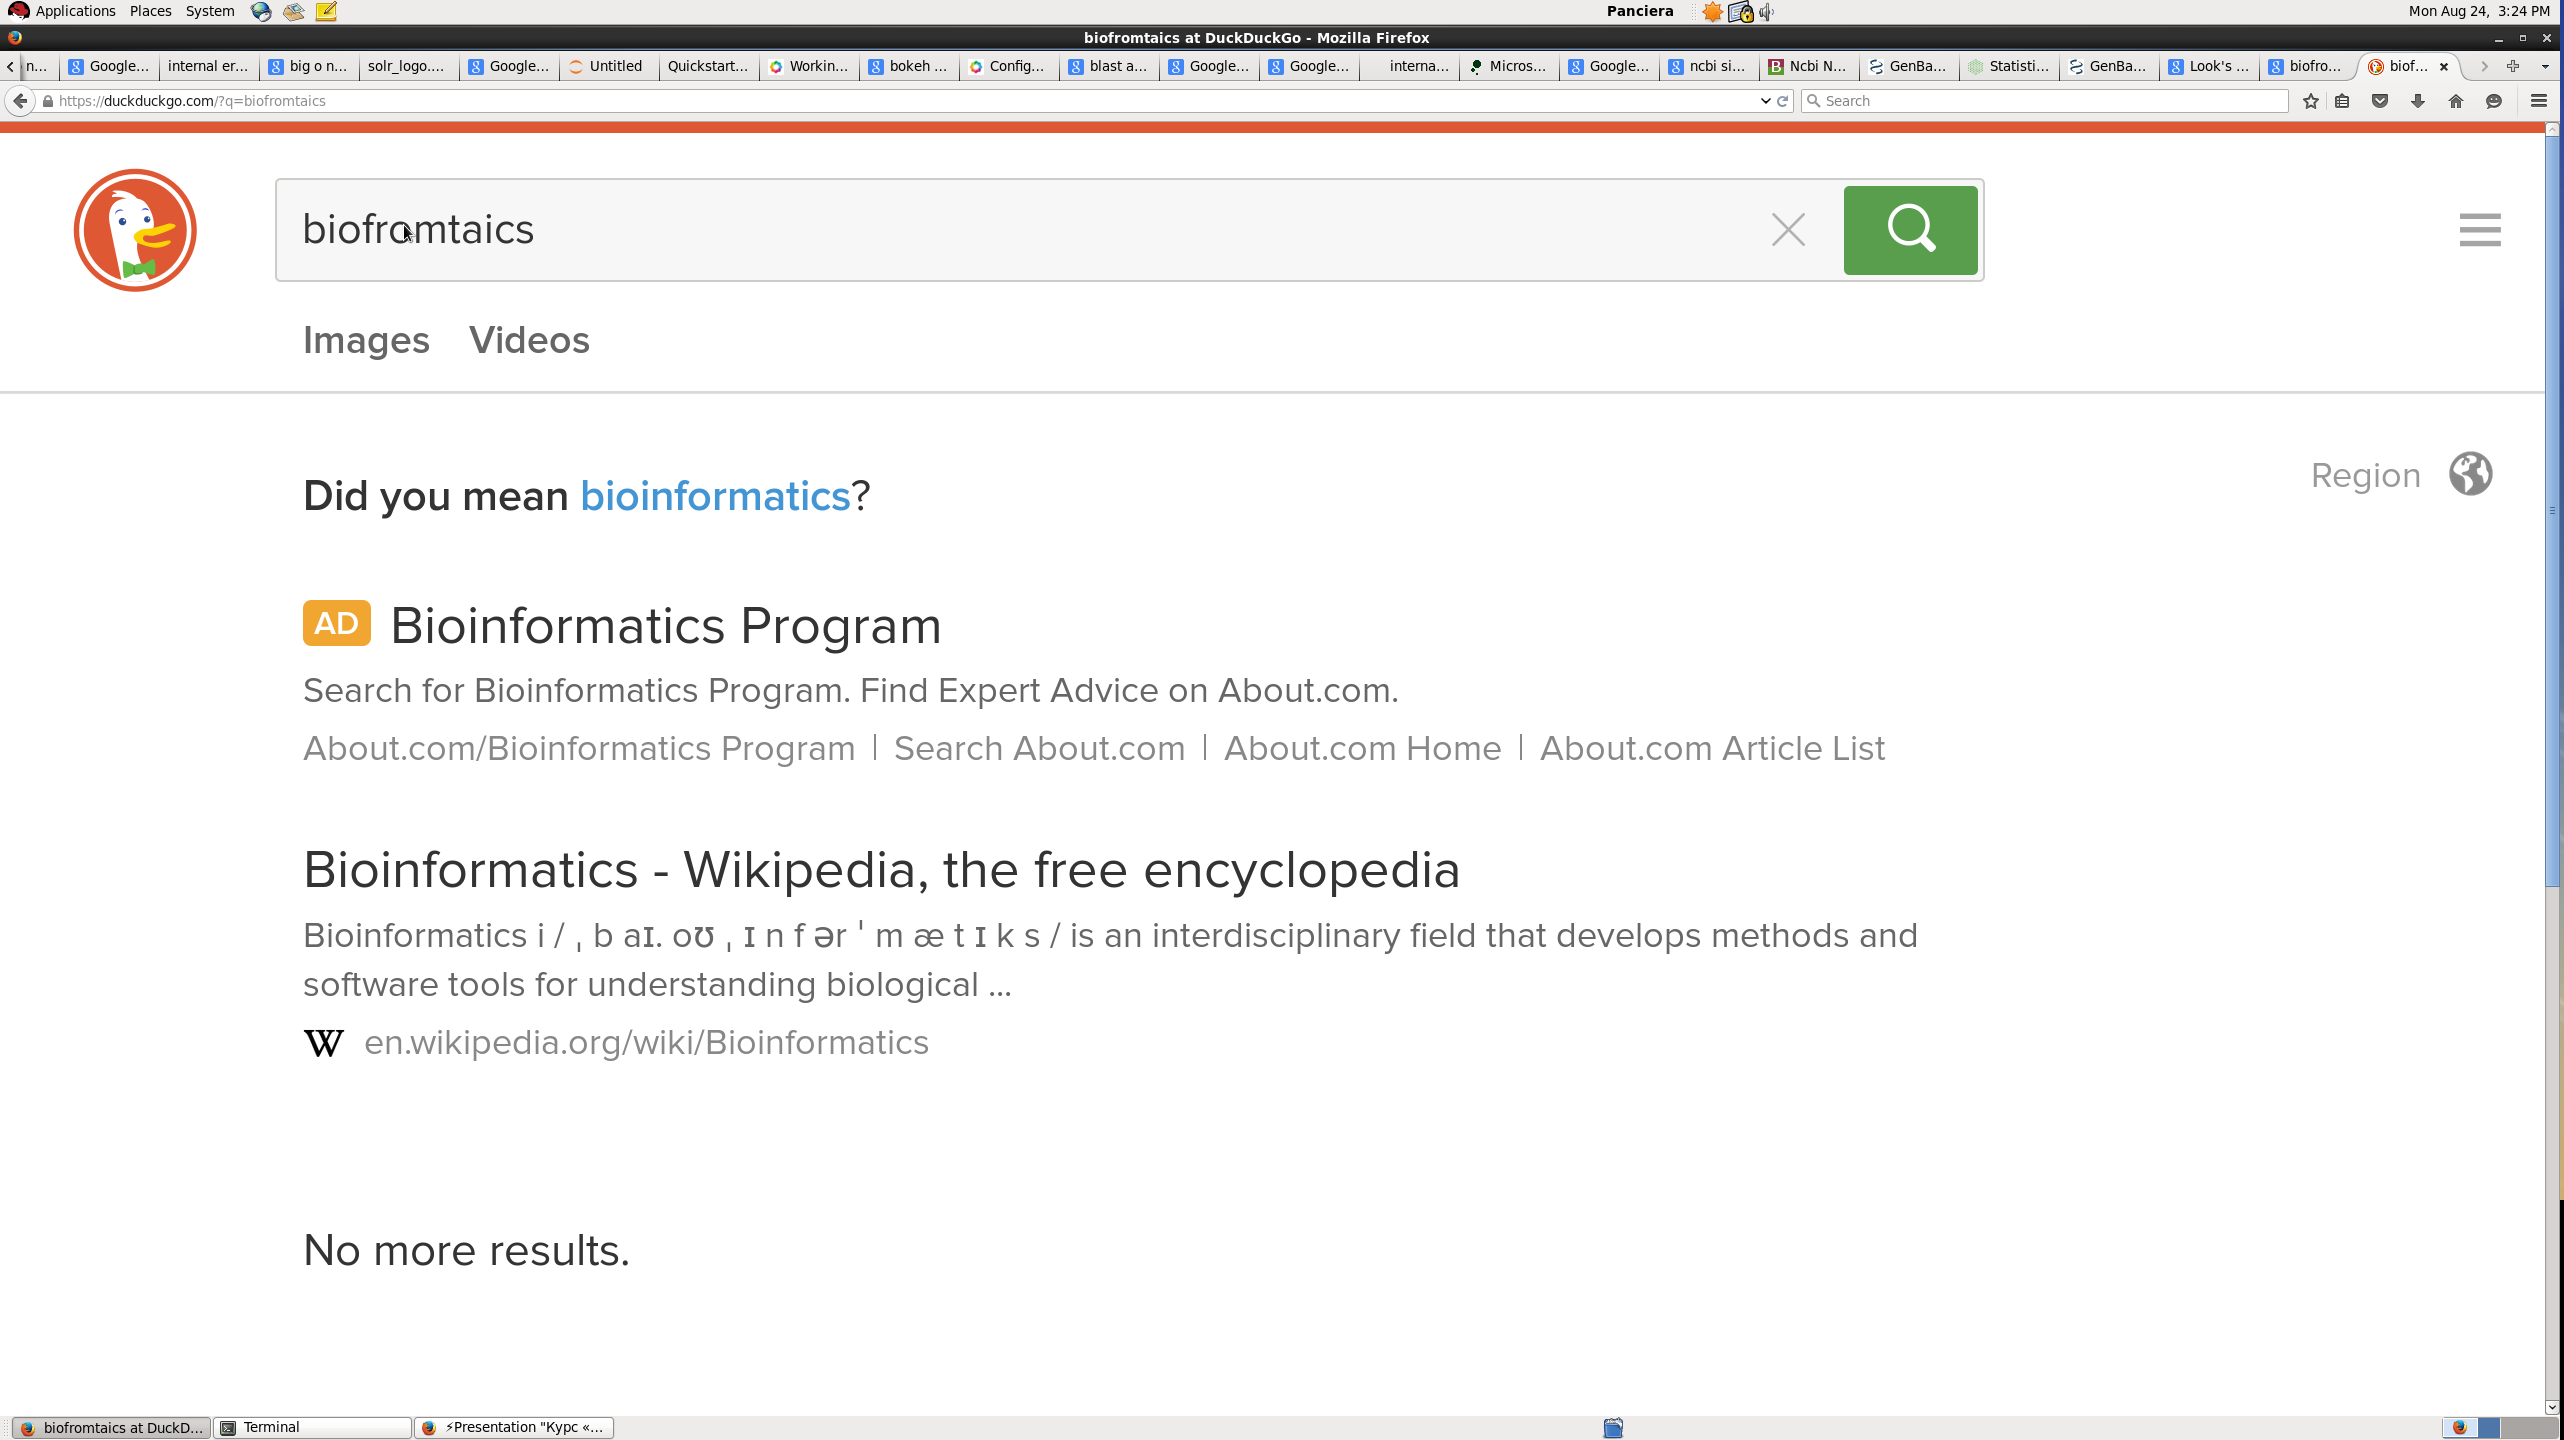 Applications Places System Panciera Mon Aug 24, 3:24 PM
biofromtaics at DuckDuckGo - Mozilla Firefox
n... Google... internal er... big o n... solr_logo.... Google... Untitled Quickstart... Workin... bokeh ... Config... blast a... Google... Google... interna... Micros... Google... ncbi si... Ncbi N... GenBa... Statisti... GenBa... Look's ... biofro... biof...
https://duckduckgo.com/?q=biofromtaics Search
biofromtaics
Images Videos
Region
Did you mean bioinformatics?
AD Bioinformatics Program
Search for Bioinformatics Program. Find Expert Advice on About.com.
About.com/Bioinformatics Program | Search About.com | About.com Home | About.com Article List
Bioinformatics - Wikipedia, the free encyclopedia
Bioinformatics i / ˌ b aɪ. oʊ ˌ ɪ n f ər ˈ m æ t ɪ k s / is an interdisciplinary field that develops methods and
software tools for understanding biological ...
W en.wikipedia.org/wiki/Bioinformatics
No more results.
biofromtaics at DuckD... Terminal ⚡Presentation "Курс «...